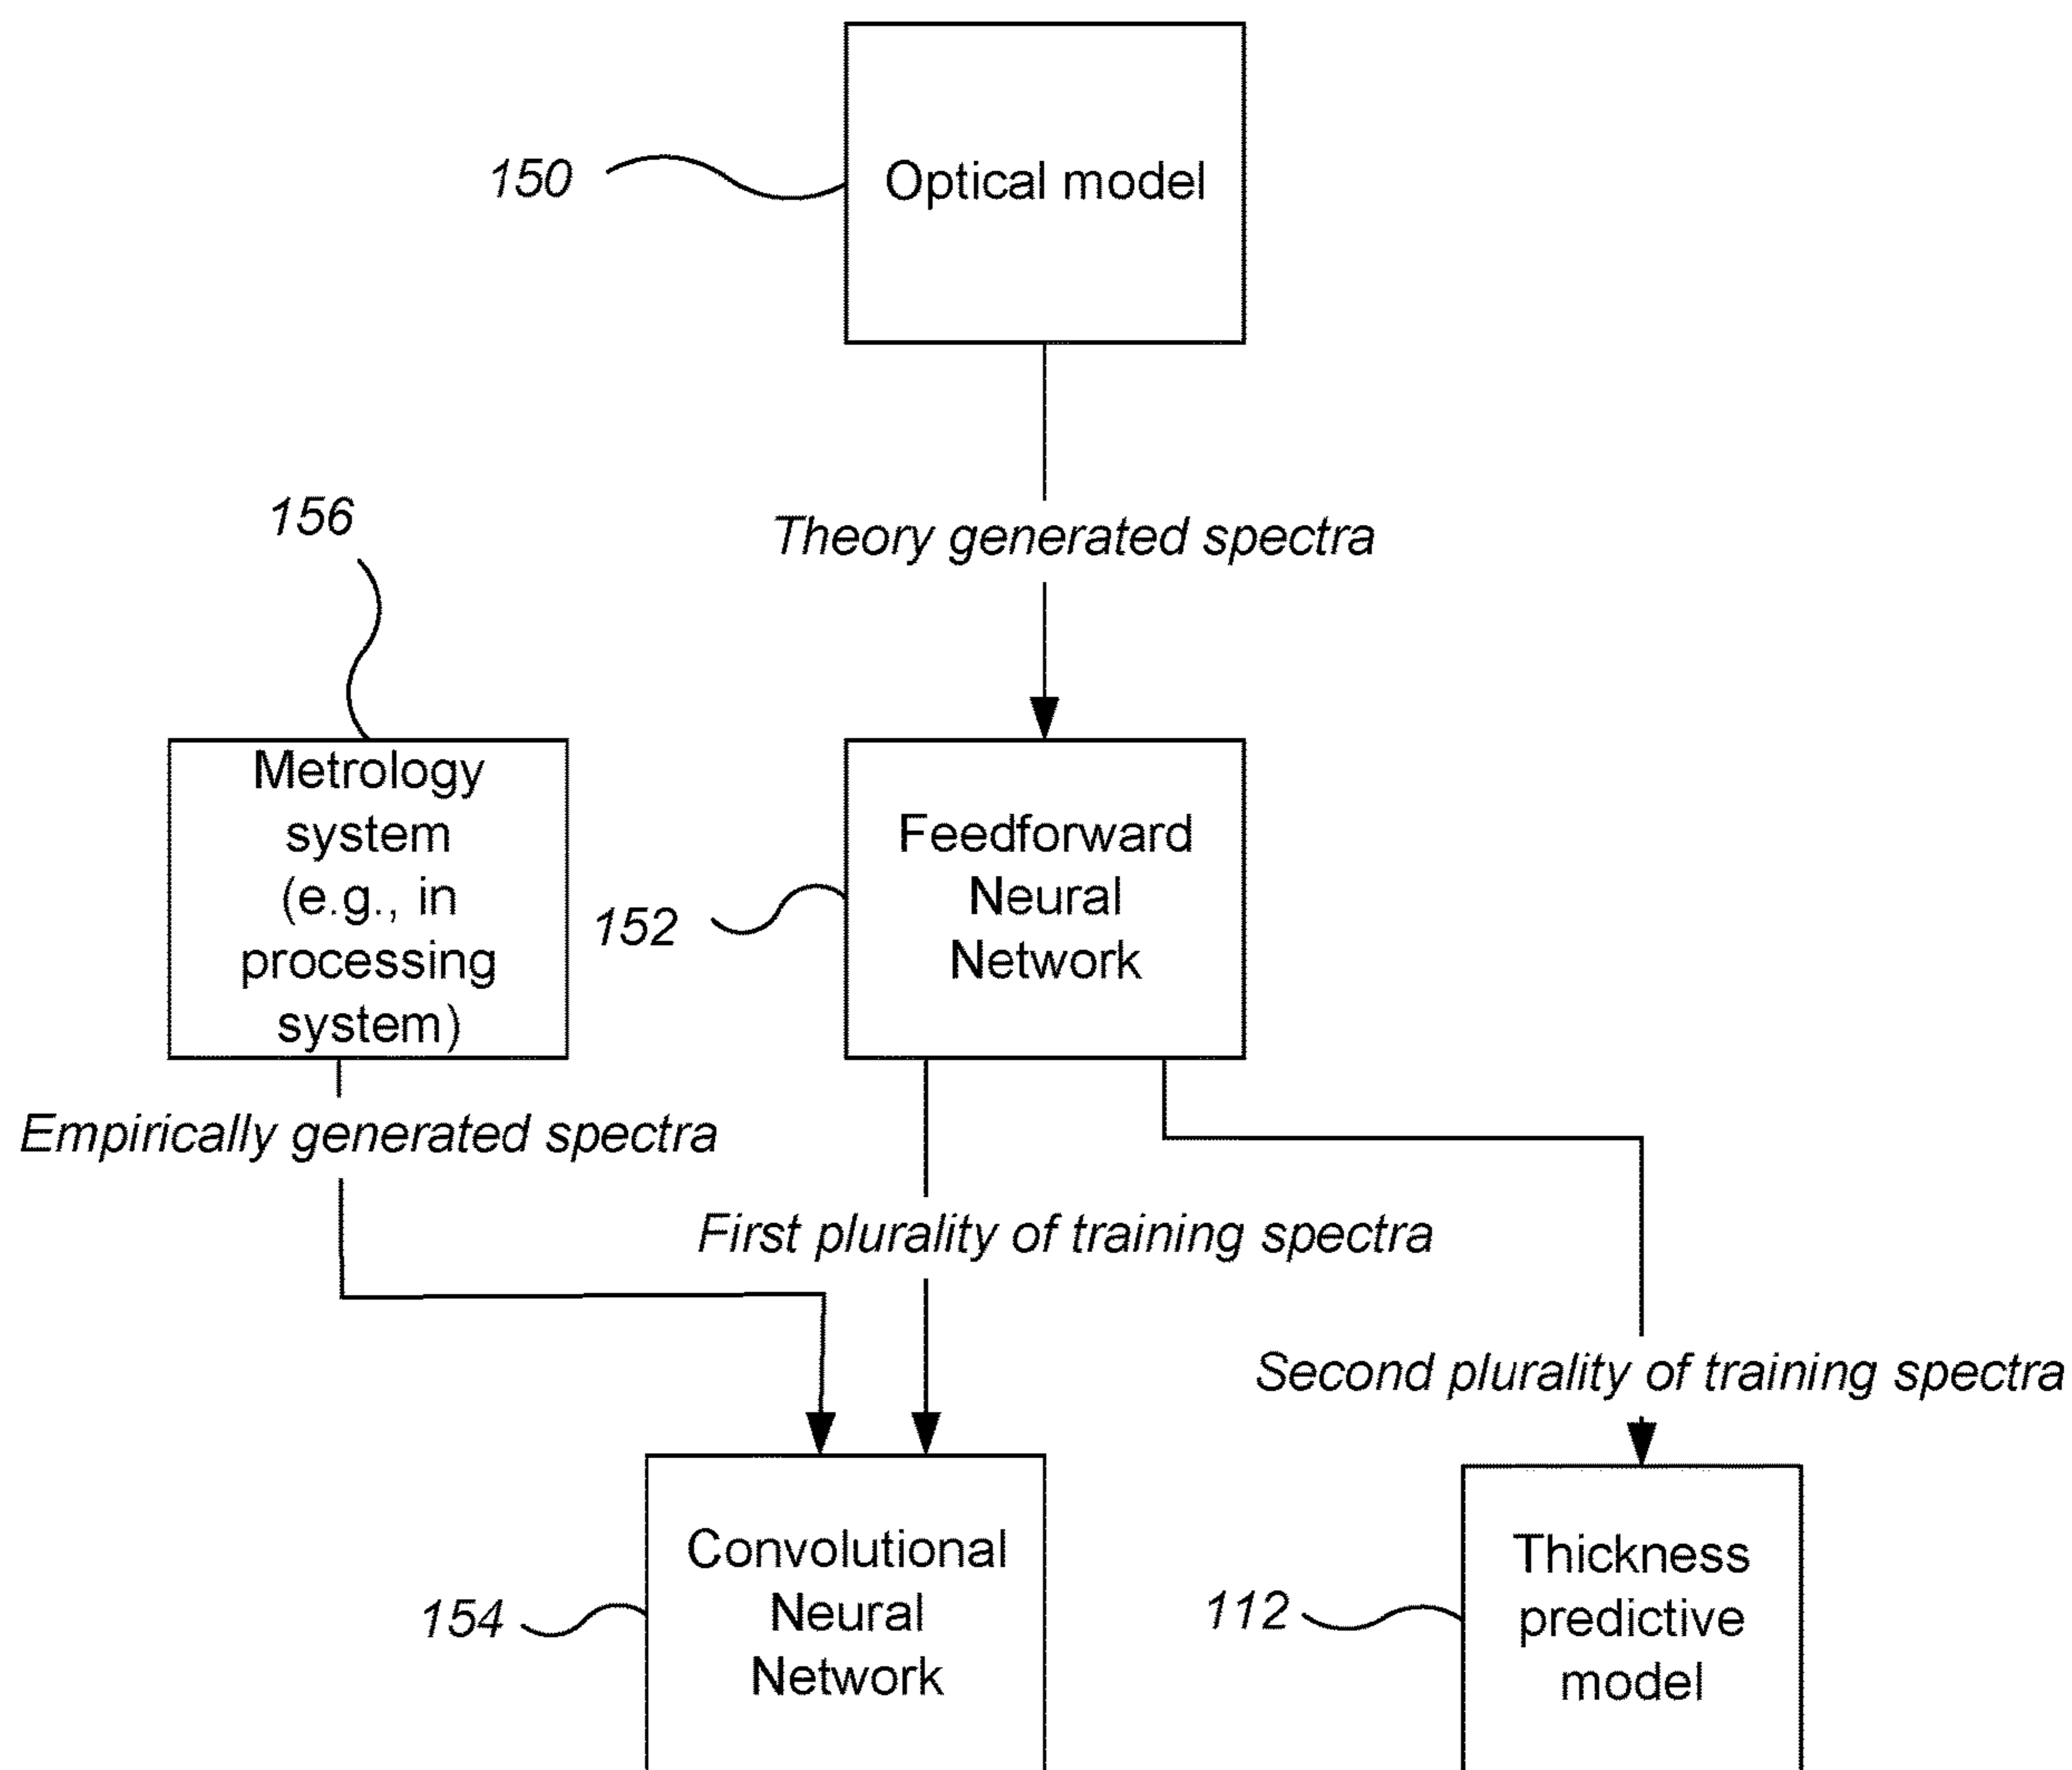 150
Optical model
156
Theory generated spectra
Metrology
system
(e.g., in
processing
system)
152
Feedforward
Neural
Network
Empirically generated spectra
First plurality of training spectra
Second plurality of training spectra
154
Convolutional
Neural
Network
112
Thickness
predictive
model